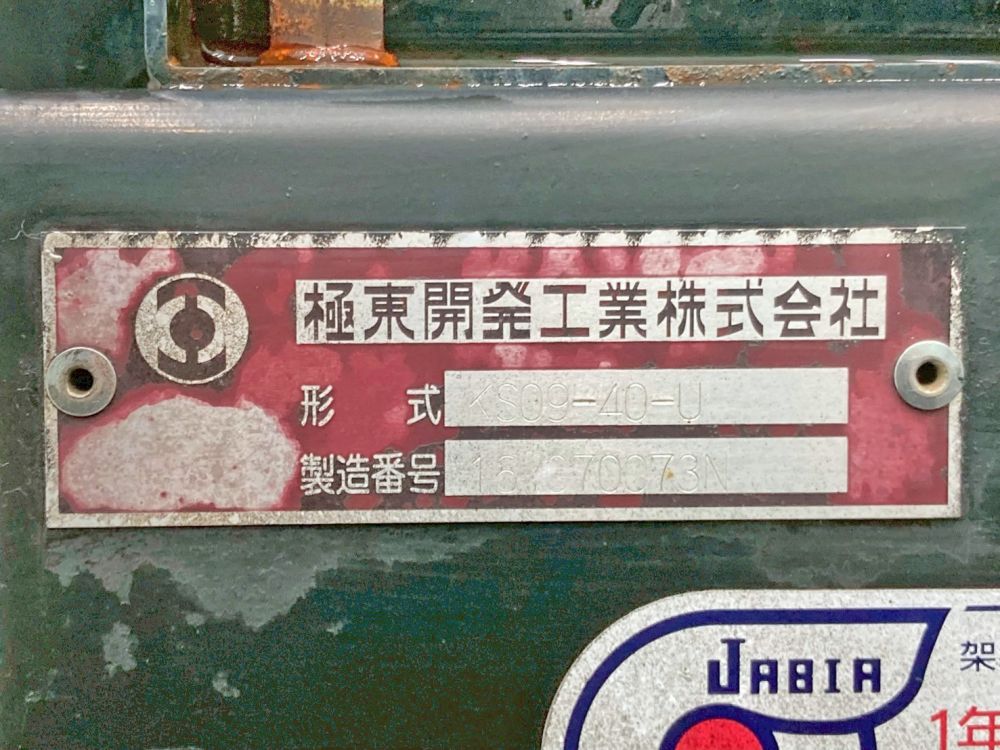 極東開発工業株式会社
形 式 KS09-40-U
製造番号
JABIA
架
1年